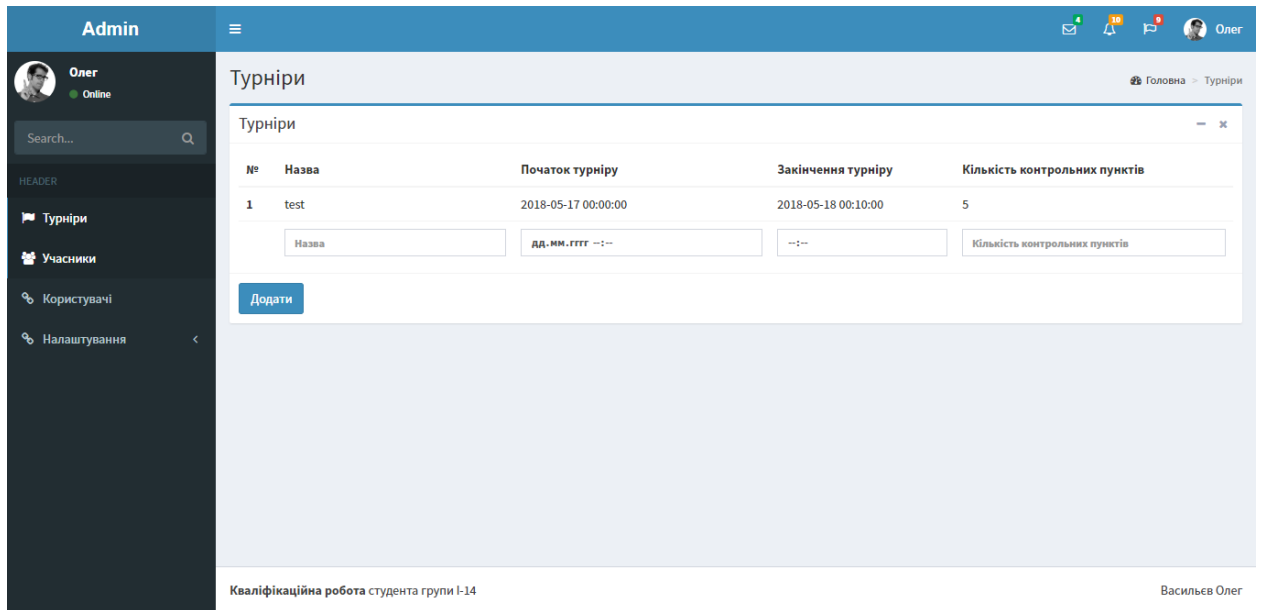 Admin
4 10 9 Олег
Олег
Online
Search...
HEADER
Турніри
Учасники
Користувачі
Налаштування
Турніри
Головна > Турніри
Турніри
№ Назва Початок турніру Закінчення турніру Кількість контрольних пунктів
1 test 2018-05-17 00:00:00 2018-05-18 00:10:00 5
Назва дд.мм.гггг --:-- --:-- Кількість контрольних пунктів
Додати
Кваліфікаційна робота студента групи І-14 Васильєв Олег